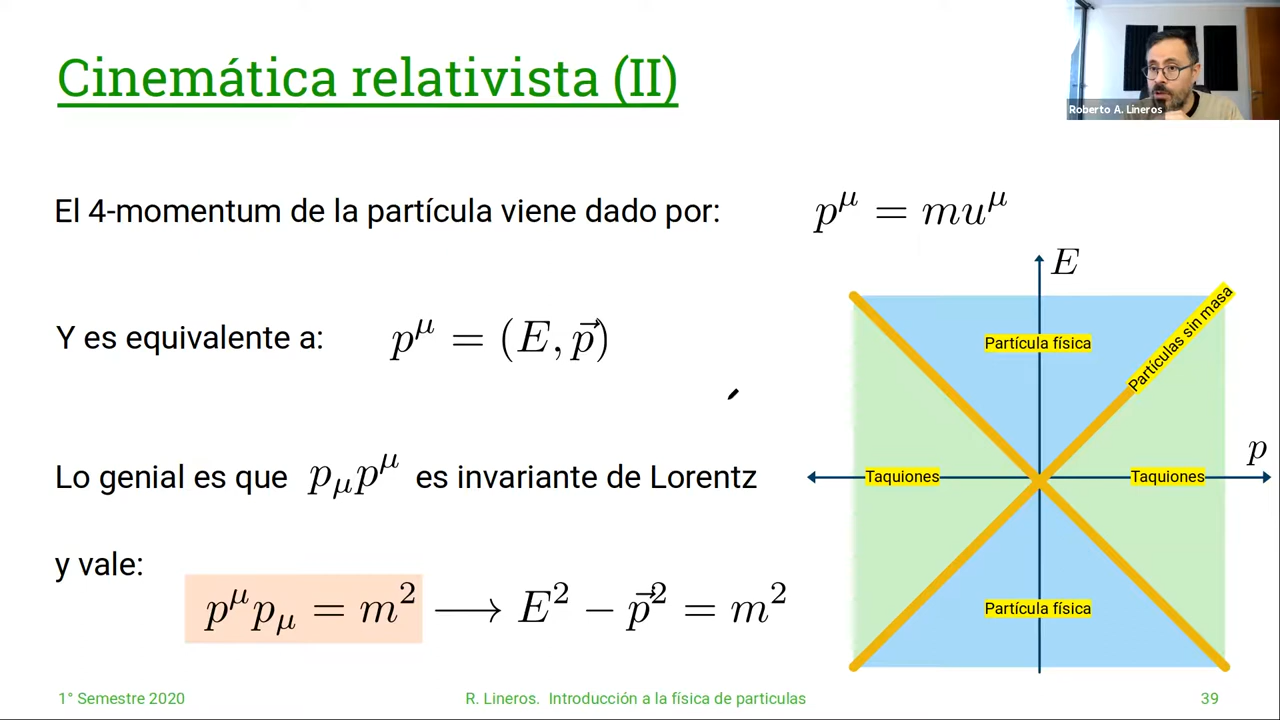 Cinemática relativista (II)
Roberto A. Lineros
El 4-momentum de la partícula viene dado por: p^μ = mu^μ
E
Partículas sin masa
Partícula física
Y es equivalente a: p^μ = (E, p⃗)
p
Lo genial es que p_μ p^μ es invariante de Lorentz
Taquiones
Taquiones
y vale:
p^μ p_μ = m² ⟶ E² − p⃗² = m²
Partícula física
1° Semestre 2020
R. Lineros. Introducción a la física de particulas
39